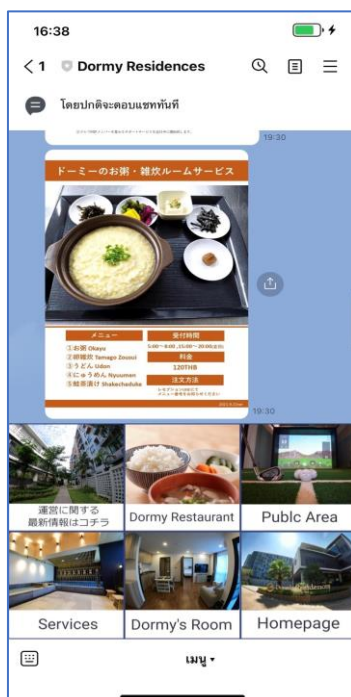 16:38
1 Dormy Residences
โดยปกติจะตอบแชททันที
19:30
ドーミーのお粥・雑炊ルームサービス
メニュー
受付時間
①お粥 Okayu
②卵雑炊 Tamago Zousui
③うどん Udon
④にゅうめん Nyuumen
⑤鮭茶漬け Shakechaduke
料金
120THB
注文方法
19:30
運営に関する
最新情報はコチラ
Dormy Restaurant
Publc Area
Services
Dormy's Room
Homepage
เมนู